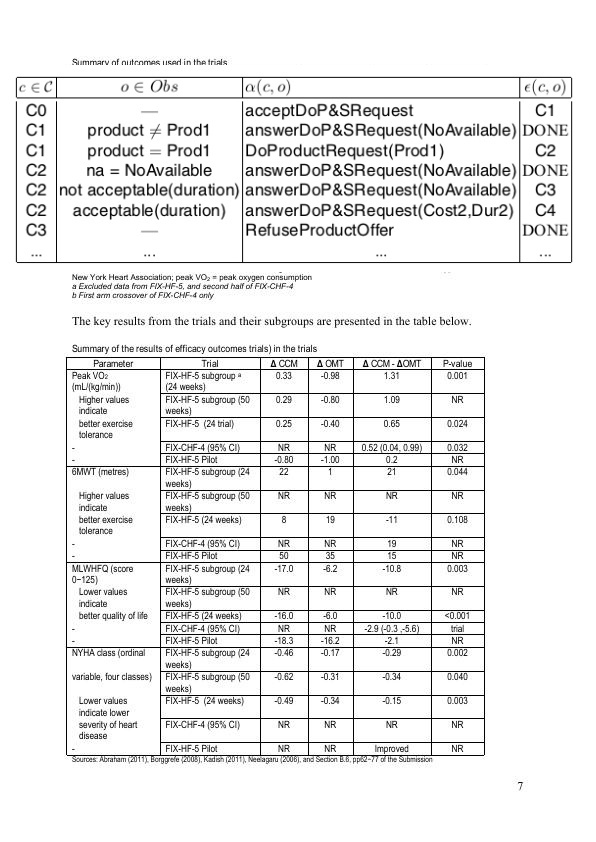 Summary of outcomes used in the trials
c ∈ C o ∈ Obs α(c, o) ϵ(c, o)
C0 — acceptDoP&SRequest C1
C1 product ≠ Prod1 answerDoP&SRequest(NoAvailable) DONE
C1 product = Prod1 DoProductRequest(Prod1) C2
C2 na = NoAvailable answerDoP&SRequest(NoAvailable) DONE
C2 not acceptable(duration) answerDoP&SRequest(NoAvailable) C3
C2 acceptable(duration) answerDoP&SRequest(Cost2,Dur2) C4
C3 — RefuseProductOffer DONE
... ... ... ...
New York Heart Association; peak VO₂ = peak oxygen consumption
a Excluded data from FIX-HF-5, and second half of FIX-CHF-4
b First arm crossover of FIX-CHF-4 only
The key results from the trials and their subgroups are presented in the table below.
Summary of the results of efficacy outcomes trials) in the trials
Parameter Trial Δ CCM Δ OMT Δ CCM - ΔOMT P-value
Peak VO₂ FIX-HF-5 subgroup ᵃ 0.33 -0.98 1.31 0.001
(mL/(kg/min)) (24 weeks)
Higher values FIX-HF-5 subgroup (50 0.29 -0.80 1.09 NR
indicate weeks)
better exercise FIX-HF-5 (24 trial) 0.25 -0.40 0.65 0.024
tolerance
- FIX-CHF-4 (95% CI) NR NR 0.52 (0.04, 0.99) 0.032
- FIX-HF-5 Pilot -0.80 -1.00 0.2 NR
6MWT (metres) FIX-HF-5 subgroup (24 22 1 21 0.044
weeks)
Higher values FIX-HF-5 subgroup (50 NR NR NR NR
indicate weeks)
better exercise FIX-HF-5 (24 weeks) 8 19 -11 0.108
tolerance
- FIX-CHF-4 (95% CI) NR NR 19 NR
- FIX-HF-5 Pilot 50 35 15 NR
MLWHFQ (score FIX-HF-5 subgroup (24 -17.0 -6.2 -10.8 0.003
0−125) weeks)
Lower values FIX-HF-5 subgroup (50 NR NR NR NR
indicate weeks)
better quality of life FIX-HF-5 (24 weeks) -16.0 -6.0 -10.0 <0.001
- FIX-CHF-4 (95% CI) NR NR -2.9 (-0.3 ,-5.6) trial
- FIX-HF-5 Pilot -18.3 -16.2 -2.1 NR
NYHA class (ordinal FIX-HF-5 subgroup (24 -0.46 -0.17 -0.29 0.002
weeks)
variable, four classes) FIX-HF-5 subgroup (50 -0.62 -0.31 -0.34 0.040
weeks)
Lower values FIX-HF-5 (24 weeks) -0.49 -0.34 -0.15 0.003
indicate lower
severity of heart FIX-CHF-4 (95% CI) NR NR NR NR
disease
- FIX-HF-5 Pilot NR NR Improved NR
Sources: Abraham (2011), Borggrefe (2008), Kadish (2011), Neelagaru (2006), and Section B.6, pp62−77 of the Submission
7